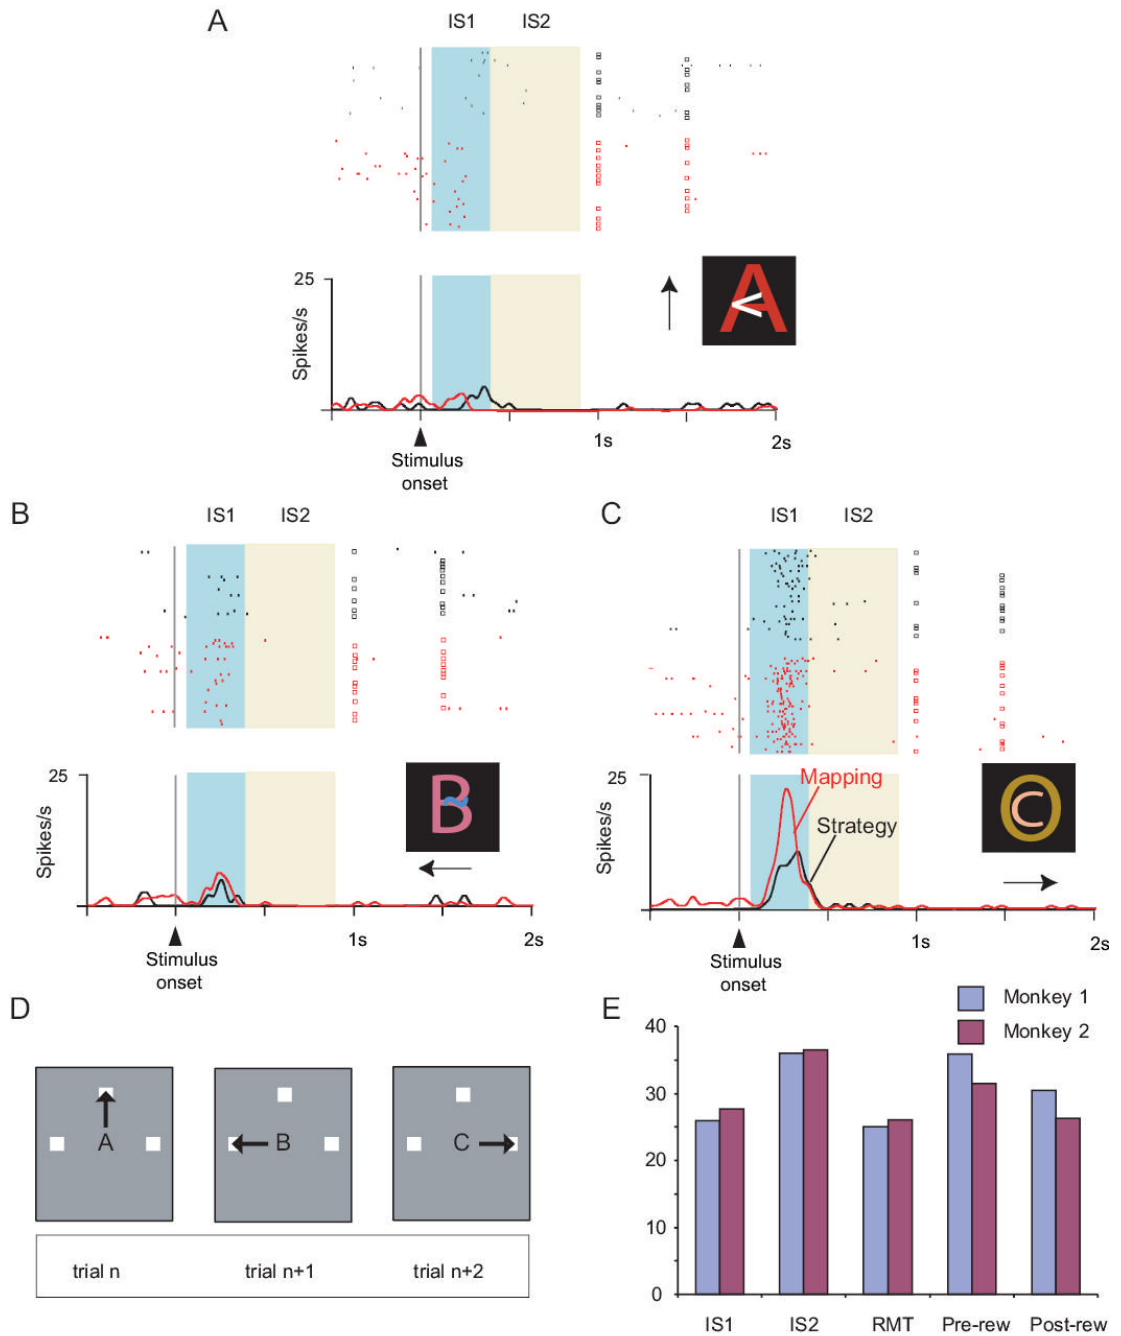 A
IS1 IS2
25
Spikes/s
A
<
1s 2s
Stimulus
onset
B
IS1 IS2
25
Spikes/s
B
1s 2s
Stimulus
onset
C
IS1 IS2
25
Spikes/s
Mapping
Strategy
O
C
1s 2s
Stimulus
onset
D
A B C
trial n trial n+1 trial n+2
E
Monkey 1
Monkey 2
40
30
20
10
0
IS1 IS2 RMT Pre-rew Post-rew